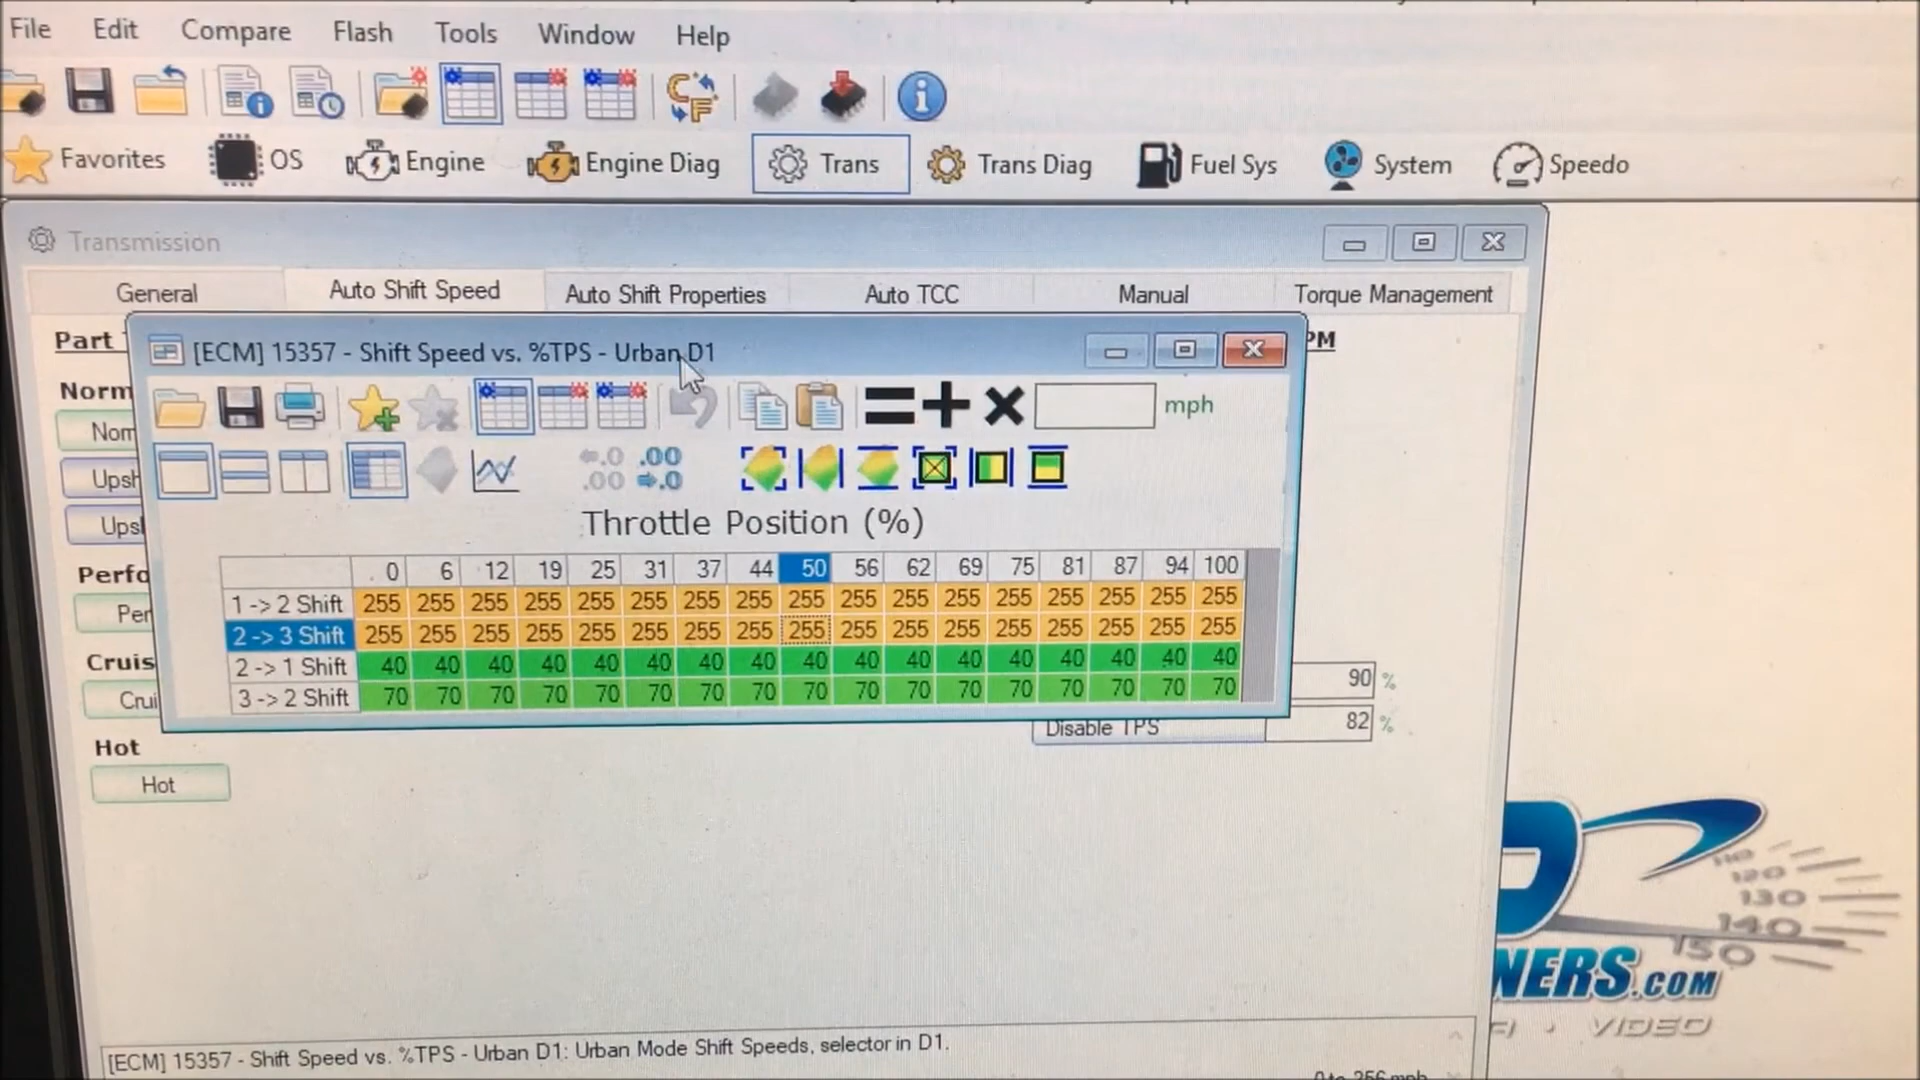 File Edit Compare Flash Tools Window Help
Favorites OS Engine Engine Diag Trans Trans Diag Fuel Sys System Speedo
Transmission
General Auto Shift Speed Auto Shift Properties Auto TCC Manual Torque Management
Part
[ECM] 15357 - Shift Speed vs. %TPS - Urban D1
PM
Norm
mph
Nom
Upsh
.0 .00
.00 .0
Upsl
Throttle Position (%)
Perfo
0 6 12 19 25 31 37 44 50 56 62 69 75 81 87 94 100
1 -> 2 Shift 255 255 255 255 255 255 255 255 255 255 255 255 255 255 255 255 255
Per
2 -> 3 Shift 255 255 255 255 255 255 255 255 255 255 255 255 255 255 255 255 255
Cruis
2 -> 1 Shift 40 40 40 40 40 40 40 40 40 40 40 40 40 40 40 40 40
90 %
Crui
3 -> 2 Shift 70 70 70 70 70 70 70 70 70 70 70 70 70 70 70 70 70
Disable TPS 82 %
Hot
Hot
110
120
130
140
150
NERS.COM
VIDEO
[ECM] 15357 - Shift Speed vs. %TPS - Urban D1: Urban Mode Shift Speeds, selector in D1.
0 to 256 mph